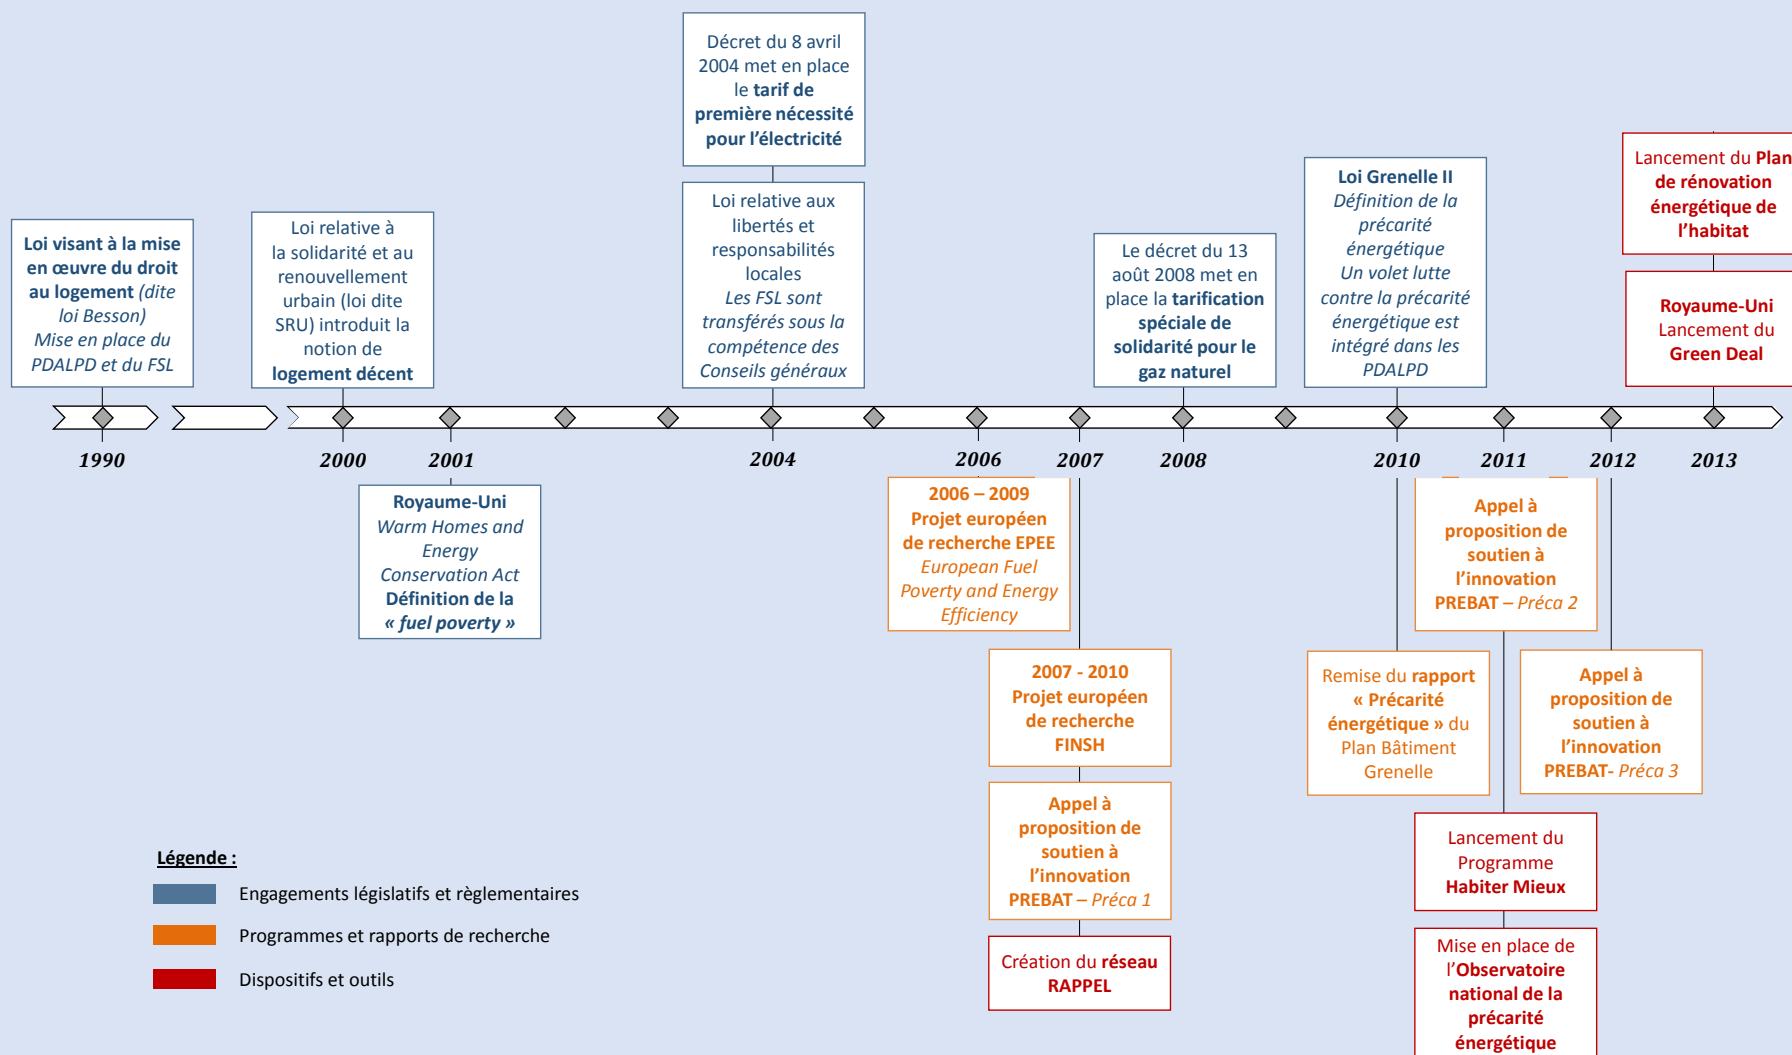 Décret du 8 avril
2004 met en place
le tarif de
première nécessité
pour l'électricité
Loi visant à la mise
en œuvre du droit
au logement (dite
loi Besson)
Mise en place du
PDALPD et du FSL
Loi relative à
la solidarité et au
renouvellement
urbain (loi dite
SRU) introduit la
notion de
logement décent
Loi relative aux
libertés et
responsabilités
locales
Les FSL sont
transférés sous la
compétence des
Conseils généraux
Le décret du 13
août 2008 met en
place la tarification
spéciale de
solidarité pour le
gaz naturel
Loi Grenelle II
Définition de la
précarité
énergétique
Un volet lutte
contre la précarité
énergétique est
intégré dans les
PDALPD
Lancement du Plan
de rénovation
énergétique de
l'habitat
Royaume-Uni
Lancement du
Green Deal
1990
2000
2001
2004
2006
2007
2008
2010
2011
2012
2013
Royaume-Uni
Warm Homes and
Energy
Conservation Act
Définition de la
« fuel poverty »
2006 – 2009
Projet européen
de recherche EPEE
European Fuel
Poverty and Energy
Efficiency
2007 - 2010
Projet européen
de recherche
FINSH
Appel à
proposition de
soutien à
l'innovation
PREBAT – Préca 1
Création du réseau
RAPPEL
Remise du rapport
« Précarité
énergétique » du
Plan Bâtiment
Grenelle
Appel à
proposition de
soutien à
l'innovation
PREBAT – Préca 2
Lancement du
Programme
Habiter Mieux
Mise en place de
l'Observatoire
national de la
précarité
énergétique
Appel à
proposition de
soutien à
l'innovation
PREBAT- Préca 3
Légende :
Engagements législatifs et règlementaires
Programmes et rapports de recherche
Dispositifs et outils